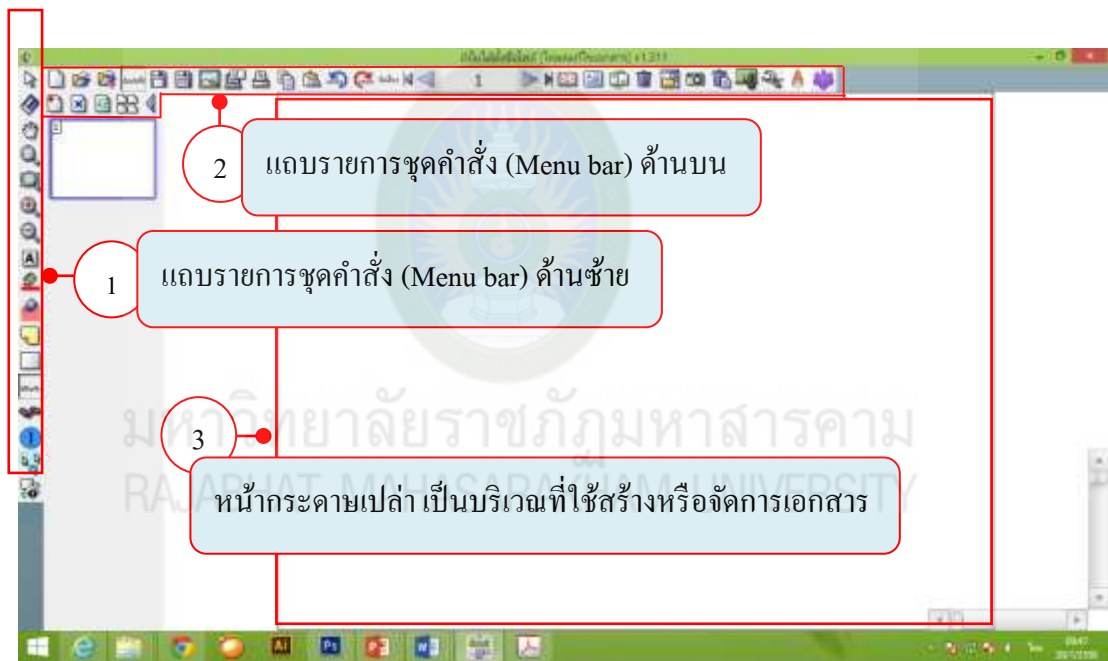 1
2
แถบรายการชุดคำสั่ง (Menu bar) ด้านบน
1
แถบรายการชุดคำสั่ง (Menu bar) ด้านซ้าย
มหาวิทยาลัยราชภัฏมหาสารคาม
3
RAJABHAT MAHASARAKHAM UNIVERSITY
หน้ากระดาษเปล่า เป็นบริเวณที่ใช้สร้างหรือจัดการเอกสาร